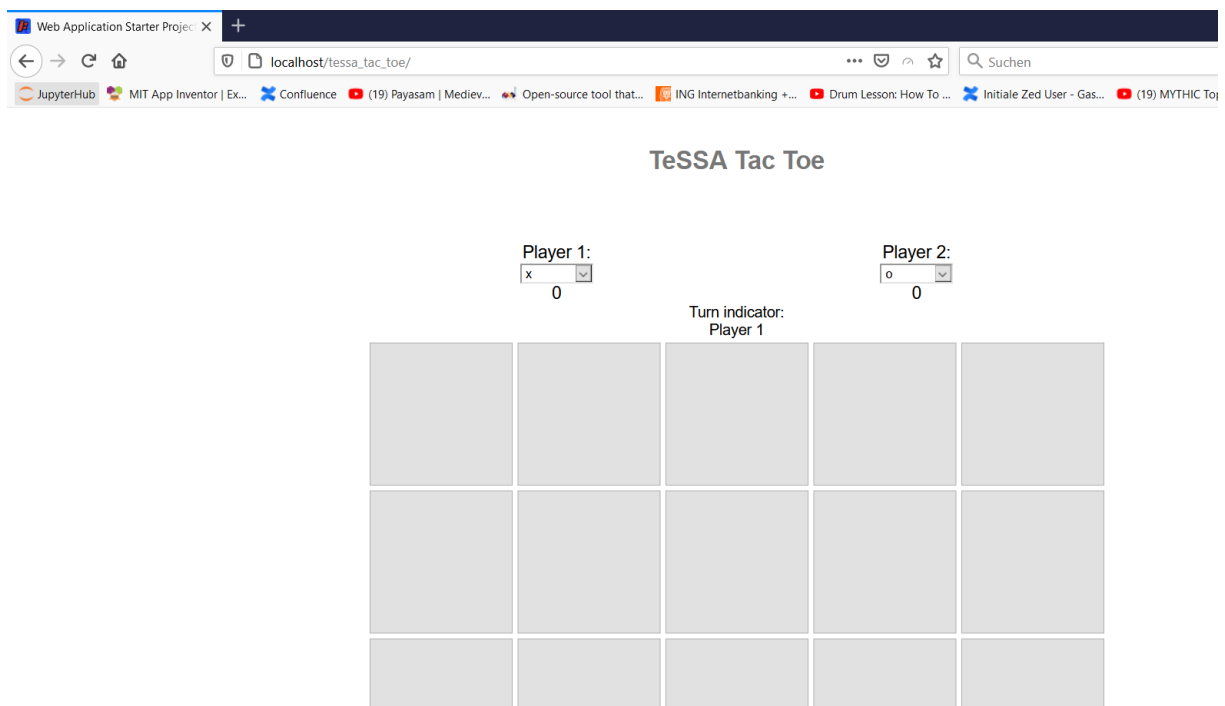 Web Application Starter Projec
localhost/tessa_tac_toe/
Suchen
JupyterHub MIT App Inventor | Ex... Confluence (19) Payasam | Mediev... Open-source tool that... ING Internetbanking +... Drum Lesson: How To ... Initiale Zed User - Gas... (19) MYTHIC Top
TeSSA Tac Toe
Player 1: Player 2:
x o
0 0
Turn indicator:
Player 1